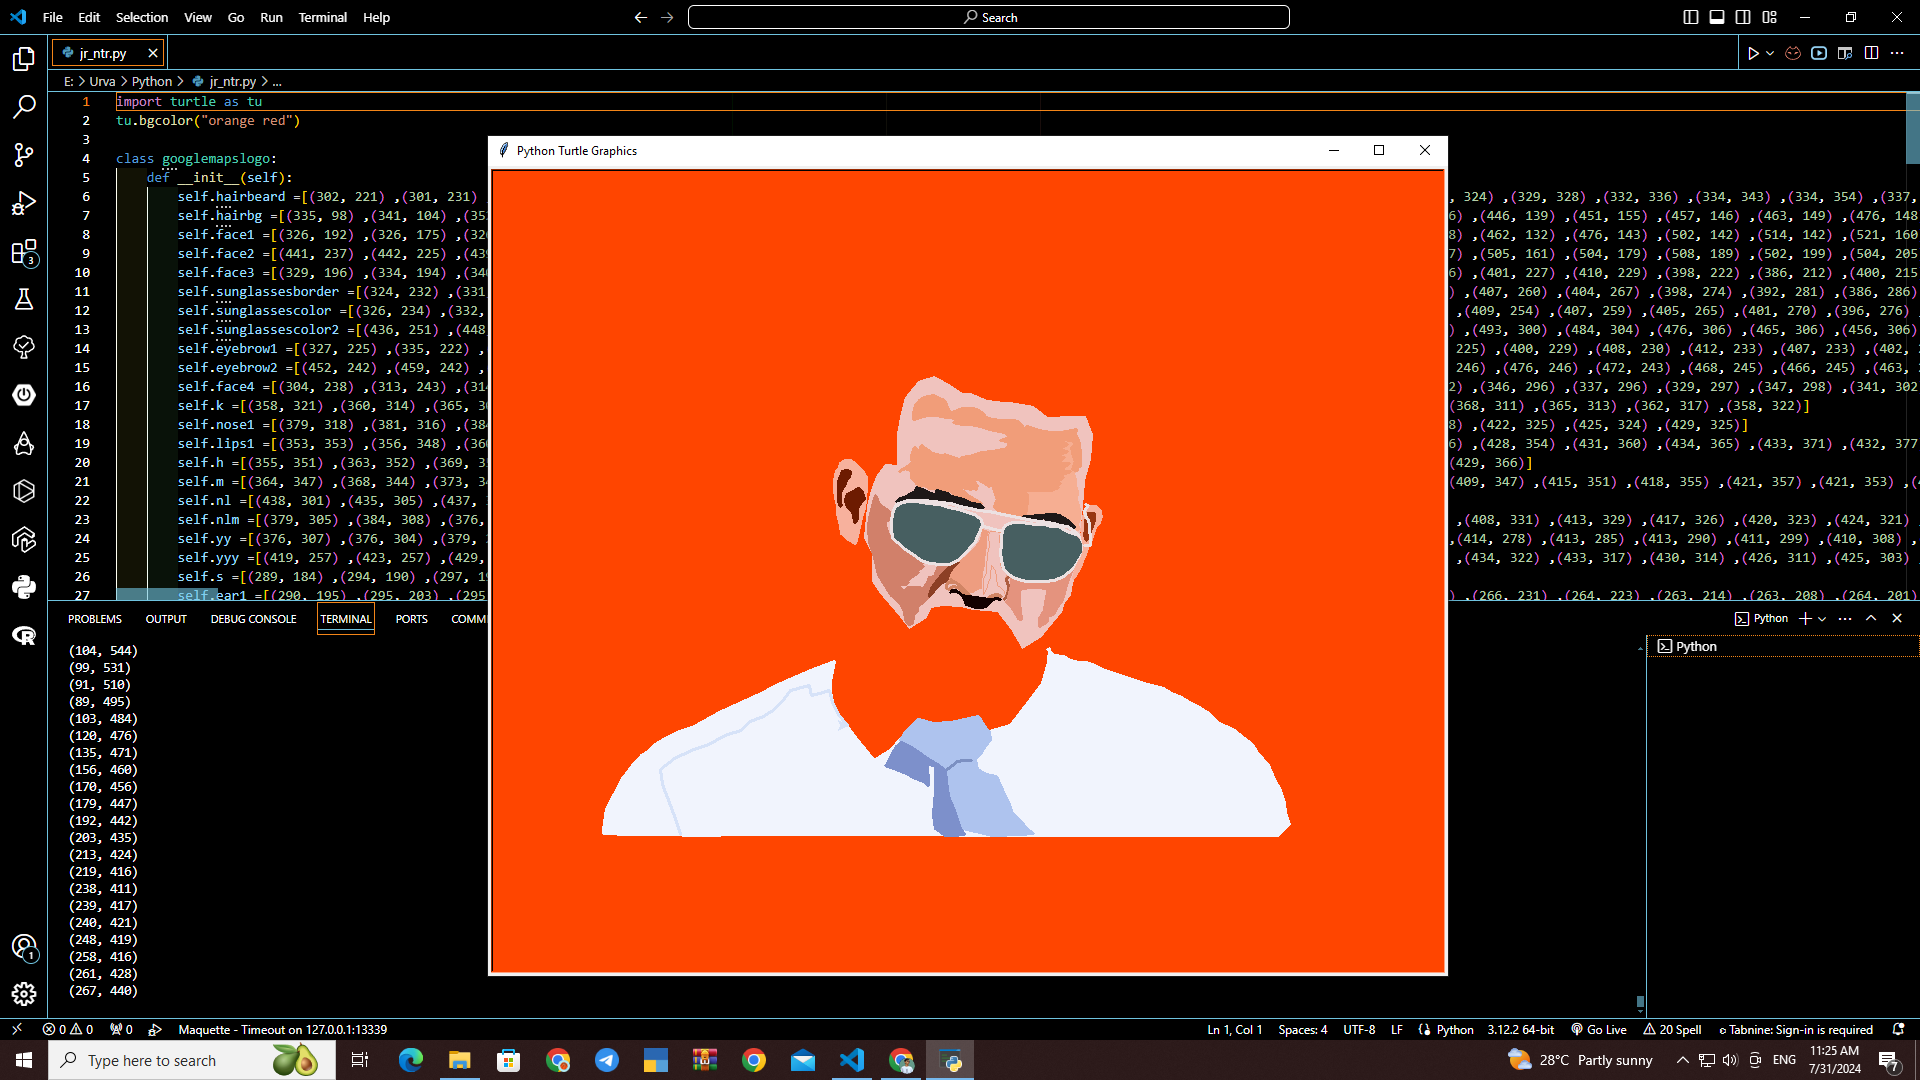 File Edit Selection View Go Run Terminal Help
Search
jr_ntr.py
E: > Urva > Python > jr_ntr.py > ...
1 import turtle as tu
2 tu.bgcolor("orange red")
3
4 class googlemapslogo:
5 def __init__(self):
6 self.hairbeard =[(302, 221) ,(301, 231) , 324) ,(329, 328) ,(332, 336) ,(334, 343) ,(334, 354) ,(337,
7 self.hairbg =[(335, 98) ,(341, 104) ,(35 6) ,(446, 139) ,(451, 155) ,(457, 146) ,(463, 149) ,(476, 148
8 self.face1 =[(326, 192) ,(326, 175) ,(32 ) ,(462, 132) ,(476, 143) ,(502, 142) ,(514, 142) ,(521, 160
9 self.face2 =[(441, 237) ,(442, 225) ,(43 7) ,(505, 161) ,(504, 179) ,(508, 189) ,(502, 199) ,(504, 205
10 self.face3 =[(329, 196) ,(334, 194) ,(34 6) ,(401, 227) ,(410, 229) ,(398, 222) ,(386, 212) ,(400, 215
11 self.sunglassesborder =[(324, 232) ,(331 ) ,(407, 260) ,(404, 267) ,(398, 274) ,(392, 281) ,(386, 286)
12 self.sunglassescolor =[(326, 234) ,(332, ,(409, 254) ,(407, 259) ,(405, 265) ,(401, 270) ,(396, 276)
13 self.sunglassescolor2 =[(436, 251) ,(448 ) ,(493, 300) ,(484, 304) ,(476, 306) ,(465, 306) ,(456, 306)
14 self.eyebrow1 =[(327, 225) ,(335, 222) , 225) ,(400, 229) ,(408, 230) ,(412, 233) ,(407, 233) ,(402,
15 self.eyebrow2 =[(452, 242) ,(459, 242) , 246) ,(476, 246) ,(472, 243) ,(468, 245) ,(466, 245) ,(463,
16 self.face4 =[(304, 238) ,(313, 243) ,(314 2) ,(346, 296) ,(337, 296) ,(329, 297) ,(347, 298) ,(341, 302
17 self.k =[(358, 321) ,(360, 314) ,(365, 3 (368, 311) ,(365, 313) ,(362, 317) ,(358, 322)]
18 self.nose1 =[(379, 318) ,(381, 316) ,(38 ) ,(422, 325) ,(425, 324) ,(429, 325)]
19 self.lips1 =[(353, 353) ,(356, 348) ,(36 6) ,(428, 354) ,(431, 360) ,(434, 365) ,(433, 371) ,(432, 377
20 self.h =[(355, 351) ,(363, 352) ,(369, 3 (429, 366)]
21 self.m =[(364, 347) ,(368, 344) ,(373, 3 (409, 347) ,(415, 351) ,(418, 355) ,(421, 357) ,(421, 353) ,(
22 self.nl =[(438, 301) ,(435, 305) ,(437,
23 self.nlm =[(379, 305) ,(384, 308) ,(376, ,(408, 331) ,(413, 329) ,(417, 326) ,(420, 323) ,(424, 321)
24 self.yy =[(376, 307) ,(376, 304) ,(379, ,(414, 278) ,(413, 285) ,(413, 290) ,(411, 299) ,(410, 308) ,
25 self.yyy =[(419, 257) ,(423, 257) ,(429, ,(434, 322) ,(433, 317) ,(430, 314) ,(426, 311) ,(425, 303)
26 self.s =[(289, 184) ,(294, 190) ,(297, 1
27 self.ear1 =[(290, 195) ,(295, 203) ,(295 ) ,(266, 231) ,(264, 223) ,(263, 214) ,(263, 208) ,(264, 201)
Python Turtle Graphics
PROBLEMS OUTPUT DEBUG CONSOLE TERMINAL PORTS COMM
Python
Python
(104, 544)
(99, 531)
(91, 510)
(89, 495)
(103, 484)
(120, 476)
(135, 471)
(156, 460)
(170, 456)
(179, 447)
(192, 442)
(203, 435)
(213, 424)
(219, 416)
(238, 411)
(239, 417)
(240, 421)
(248, 419)
(258, 416)
(261, 428)
(267, 440)
3
1
0 0 0 Maquette - Timeout on 127.0.0.1:13339 Ln 1, Col 1 Spaces: 4 UTF-8 LF Python 3.12.2 64-bit Go Live 20 Spell Tabnine: Sign-in is required
Type here to search
28°C Partly sunny ENG 11:25 AM
7/31/2024
7